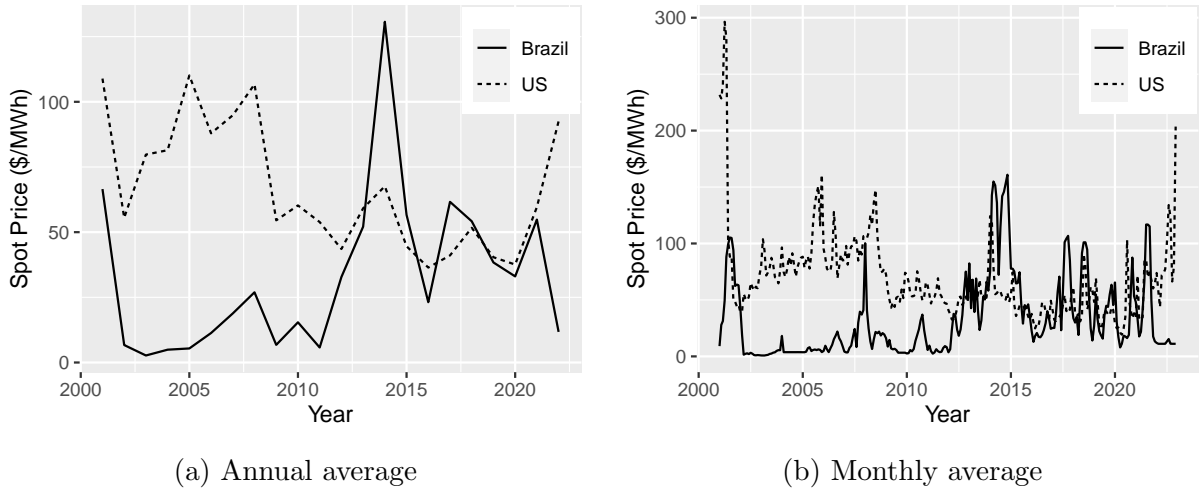 Spot Price ($/MWh)
100
50
0
2000 2005 2010 2015 2020
Year
Brazil
US
(a) Annual average
Spot Price ($/MWh)
300
200
100
0
2000 2005 2010 2015 2020
Year
Brazil
US
(b) Monthly average